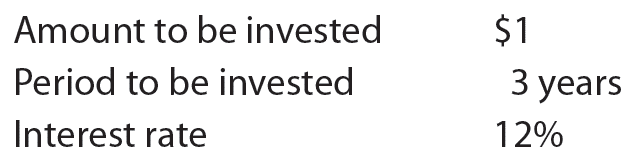 Amount to be invested $1
Period to be invested 3 years
Interest rate 12%